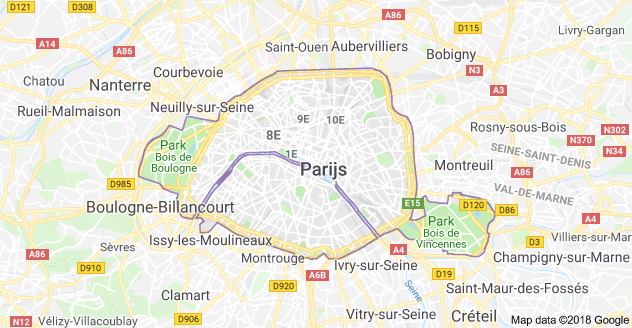 D121
D308
A86
D115
Livry-Gargan
A14
Saint-Ouen
Aubervilliers
Bobigny
A3
Courbevoie
N3
Chatou
Nanterre
Rueil-Malmaison
Neuilly-sur-Seine
9E
10E
8E
Rosny-sous-Bois
N302
N370
N34
Park
Bois de
Boulogne
1E
Parijs
SEINE-SAINT-DENIS
Montreuil
A86
VAL-DE-MARNE
D985
Boulogne-Billancourt
E15
D120
D86
Park
Bois de
Vincennes
Sèvres
Issy-les-Moulineaux
A86
Montrouge
A4
D3
Villiers-sur-Mar
Champigny-sur-Marne
D910
A6B
Ivry-sur-Seine
D19
D920
Clamart
Seine
Saint-Maur-des-Fossés
N12
Vélizy-Villacoublay
D906
Vitry-sur-Seine
Créteil
Map data ©2018 Google